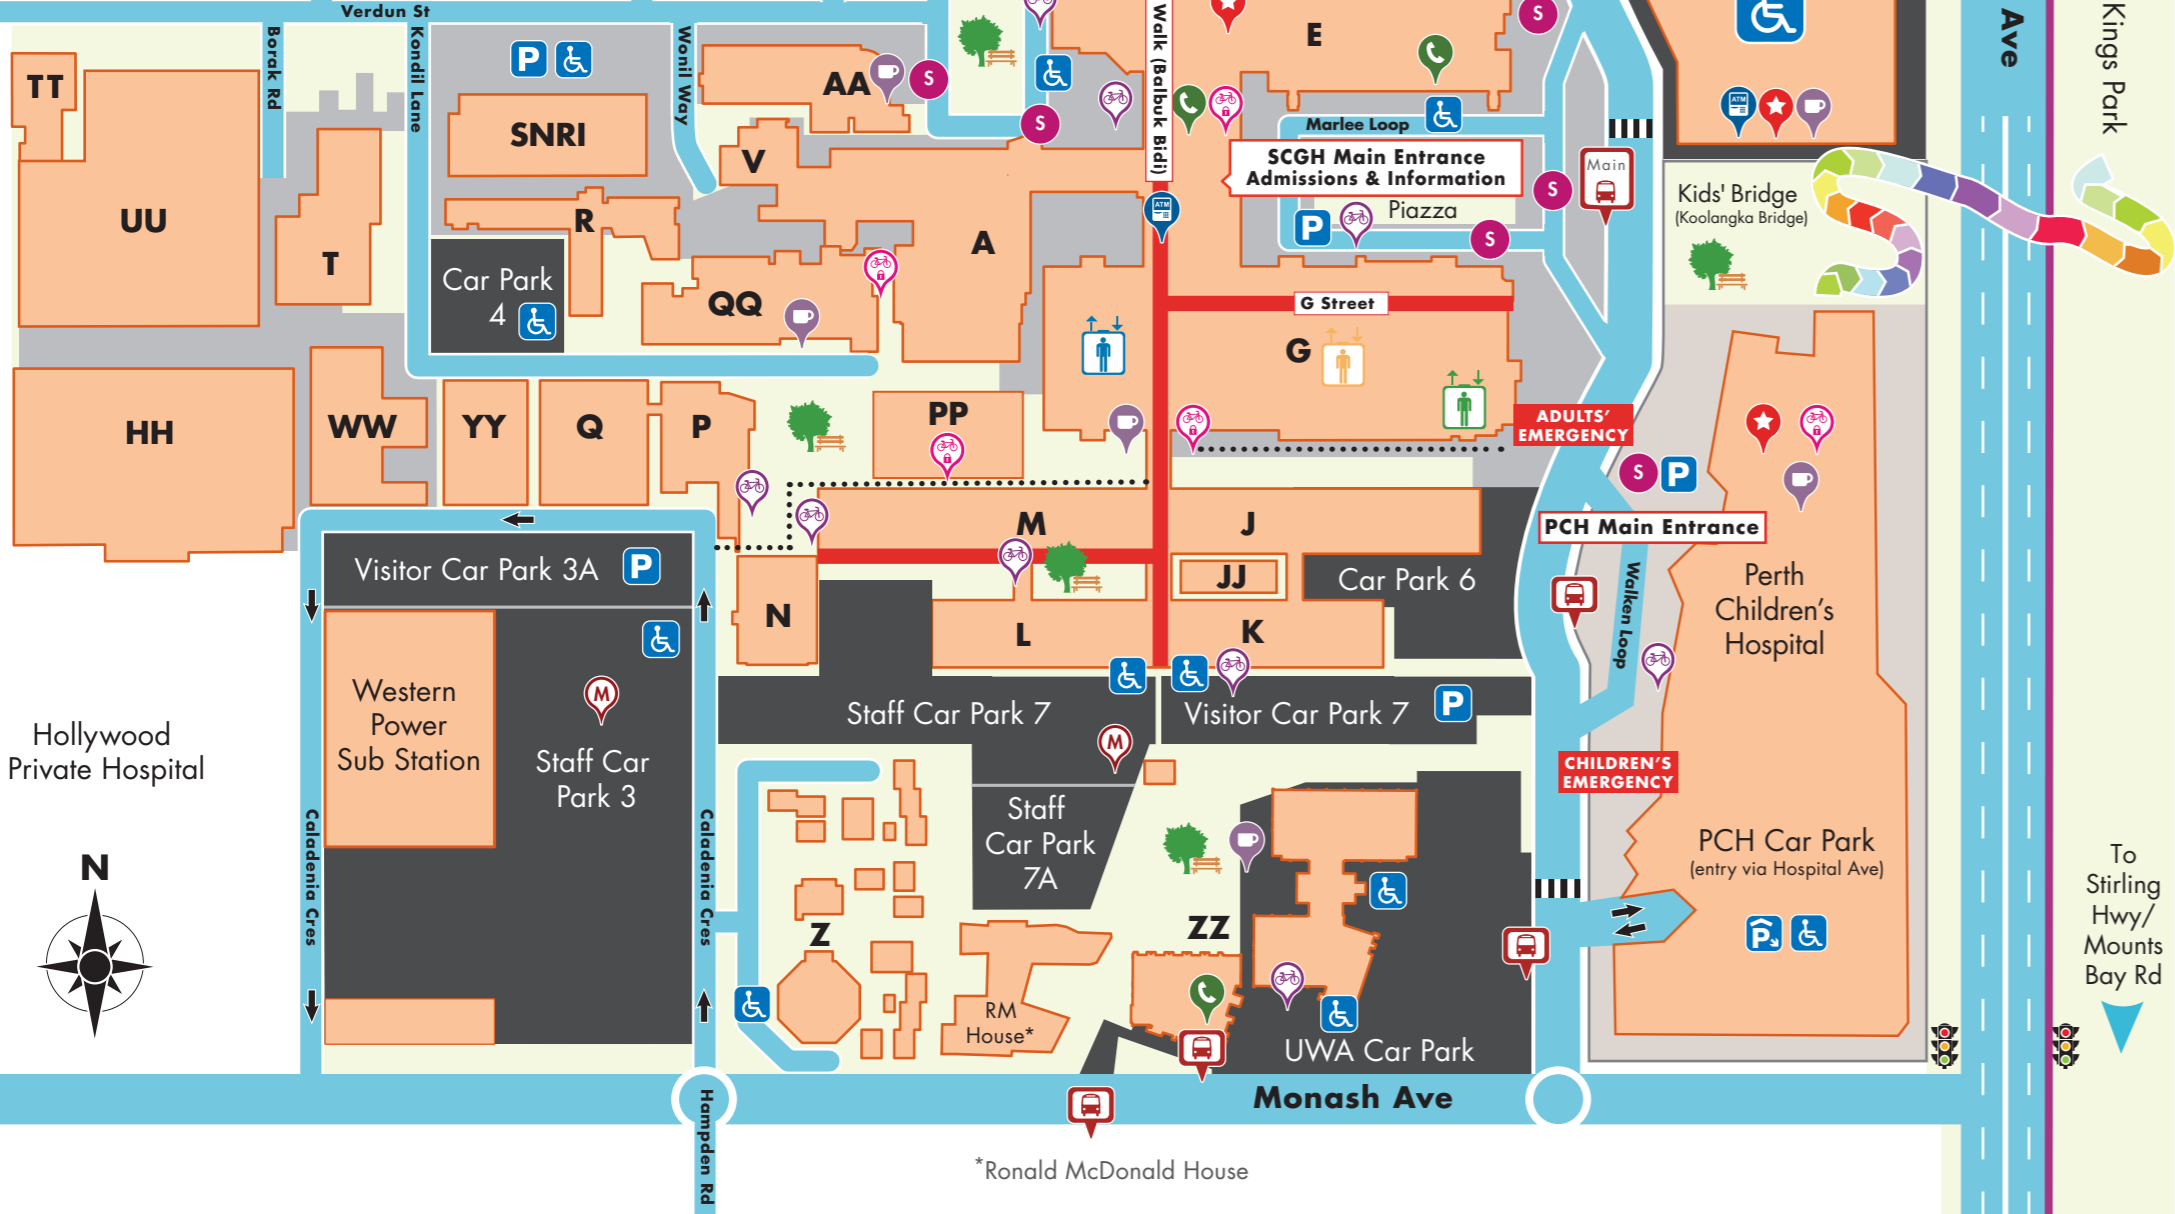 Verdun St
Borak Rd
Kondil Lane
Wonil Way
Walk (Balbuk Bidi)
Ave
Kings Park
TT
UU
T
SNRI
P
R
V
AA
S
S
E
S
ATM
Marlee Loop
SCGH Main Entrance
Admissions & Information
Piazza
P
S
S
Main
ATM
Kids' Bridge
(Koolangka Bridge)
Car Park
4
QQ
A
G Street
G
HH
WW
YY
Q
P
PP
ADULTS'
EMERGENCY
S
P
PCH Main Entrance
M
J
JJ
Car Park 6
Walken Loop
Perth
Children's
Hospital
Visitor Car Park 3A
P
N
L
K
Western
Power
Sub Station
M
Staff Car
Park 3
Hollywood
Private Hospital
Staff Car Park 7
M
Visitor Car Park 7
P
CHILDREN'S
EMERGENCY
Staff
Car Park
7A
PCH Car Park
(entry via Hospital Ave)
P
Caladenia Cres
Caladenia Cres
N
Z
ZZ
RM
House*
UWA Car Park
To
Stirling
Hwy/
Mounts
Bay Rd
Monash Ave
Hampden Rd
*Ronald McDonald House